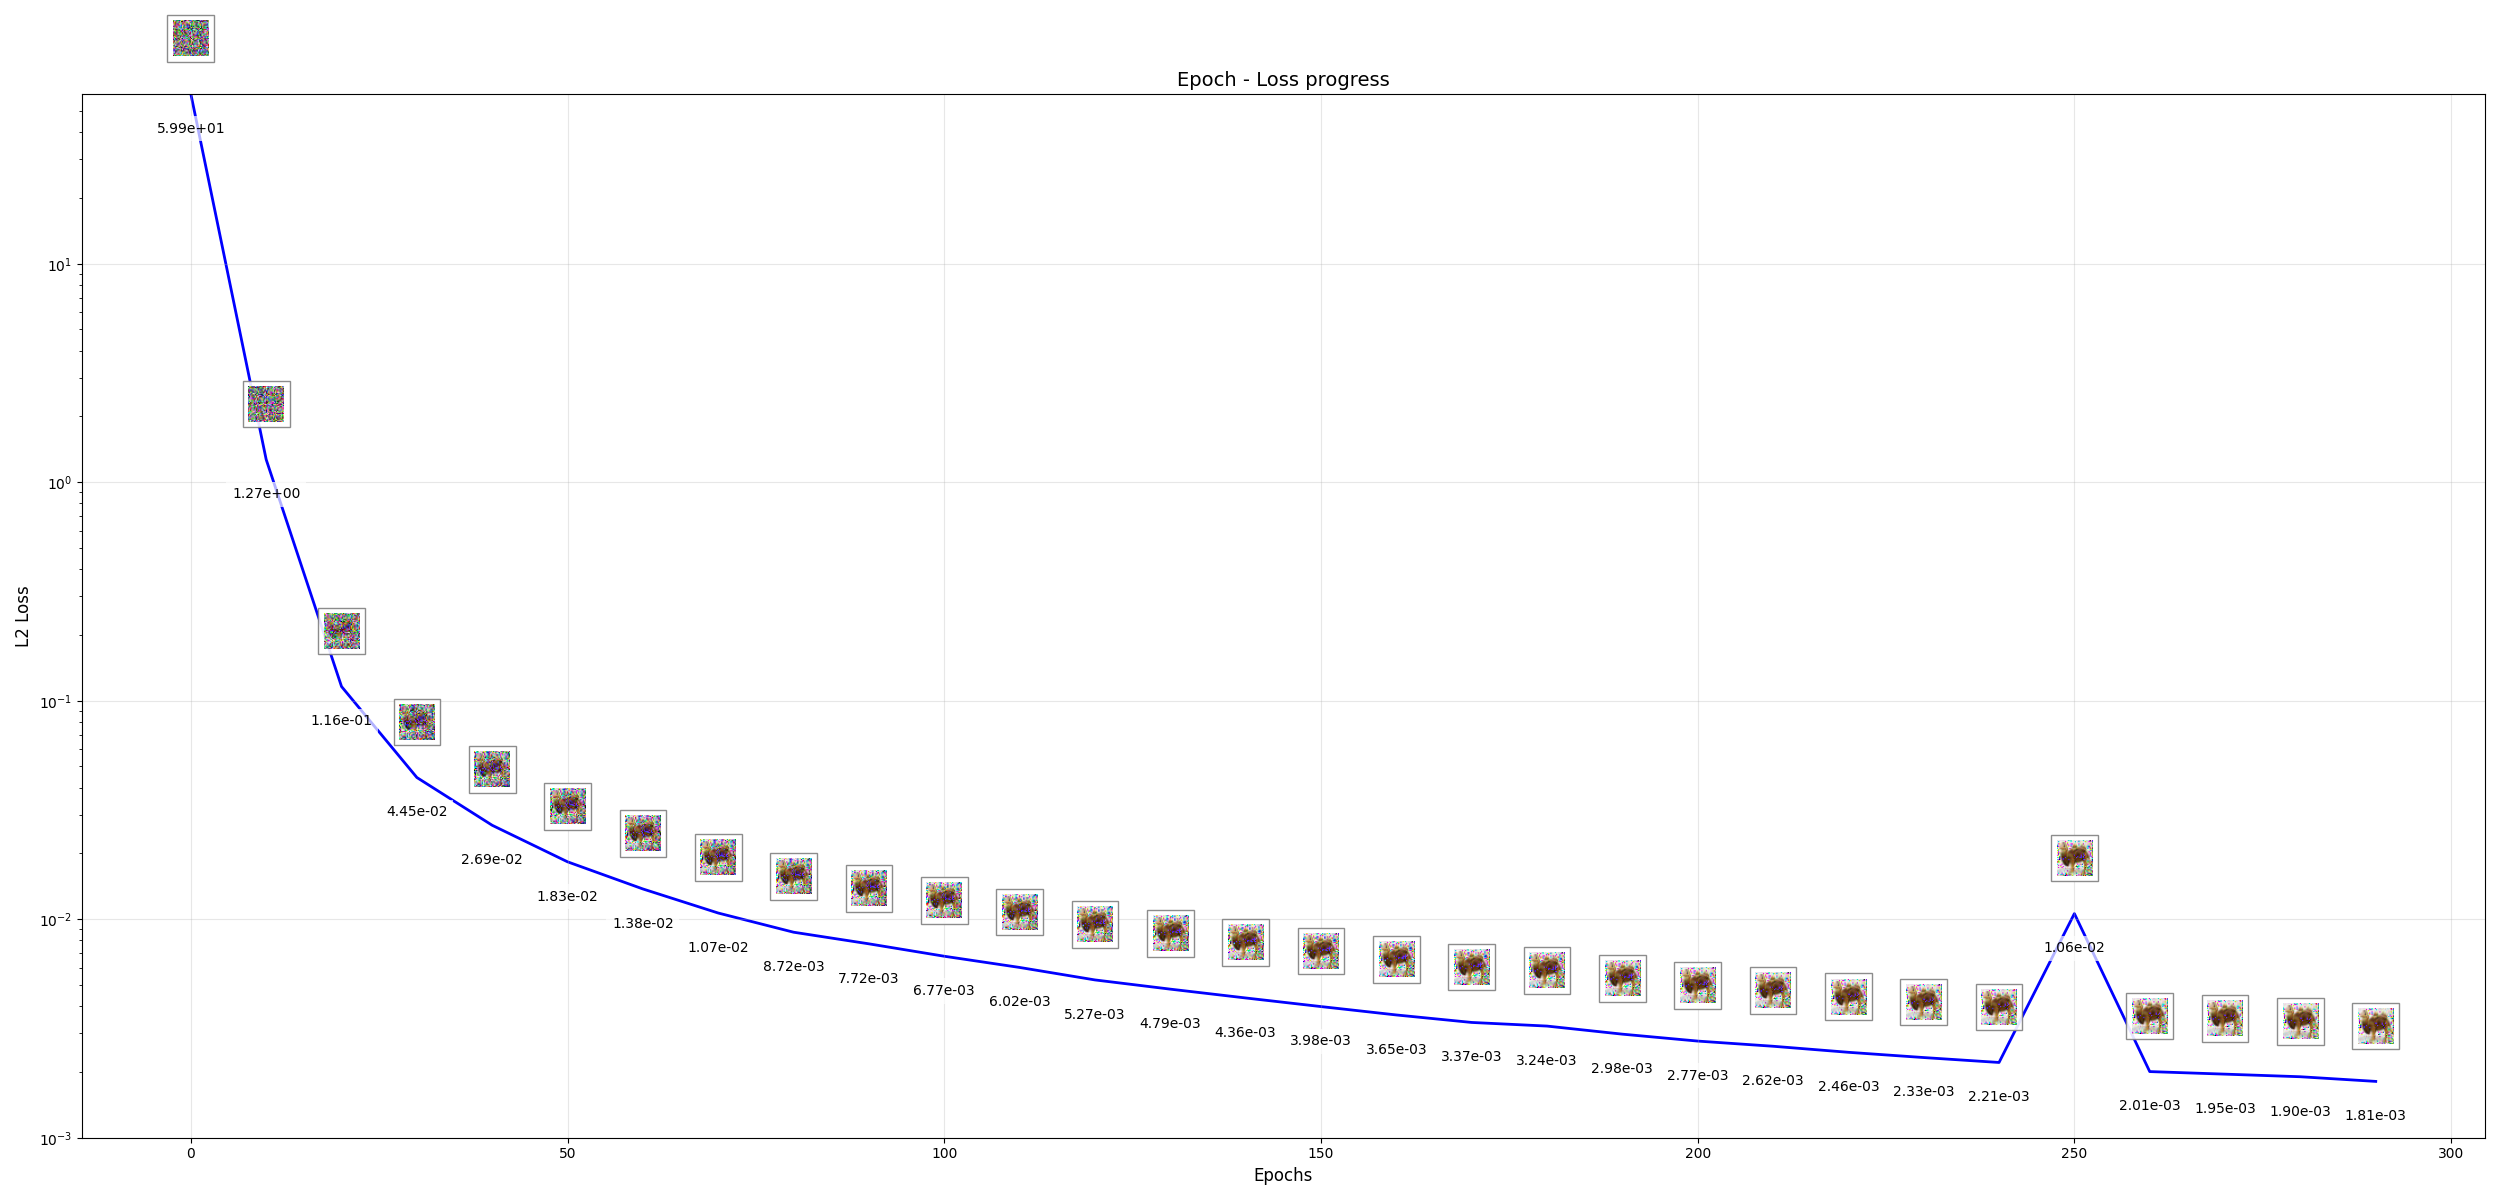 Epoch - Loss progress
5.99e+01
1.27e+00
1.16e-01
4.45e-02
2.69e-02
1.83e-02
1.38e-02
1.07e-02
8.72e-03
7.72e-03
6.77e-03
6.02e-03
5.27e-03
4.79e-03
4.36e-03
3.98e-03
3.65e-03
3.37e-03
3.24e-03
2.98e-03
2.77e-03
2.62e-03
2.46e-03
2.33e-03
2.21e-03
1.06e-02
2.01e-03
1.95e-03
1.90e-03
1.81e-03
L2 Loss
10¹
10⁰
10⁻¹
10⁻²
10⁻³
0 50 100 150 200 250 300
Epochs